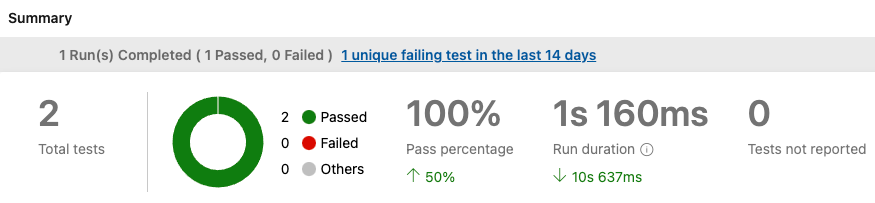 Summary
1 Run(s) Completed ( 1 Passed, 0 Failed ) 1 unique failing test in the last 14 days
2
Total tests
2 Passed
0 Failed
0 Others
100%
Pass percentage
↑ 50%
1s 160ms
Run duration
↓ 10s 637ms
0
Tests not reported